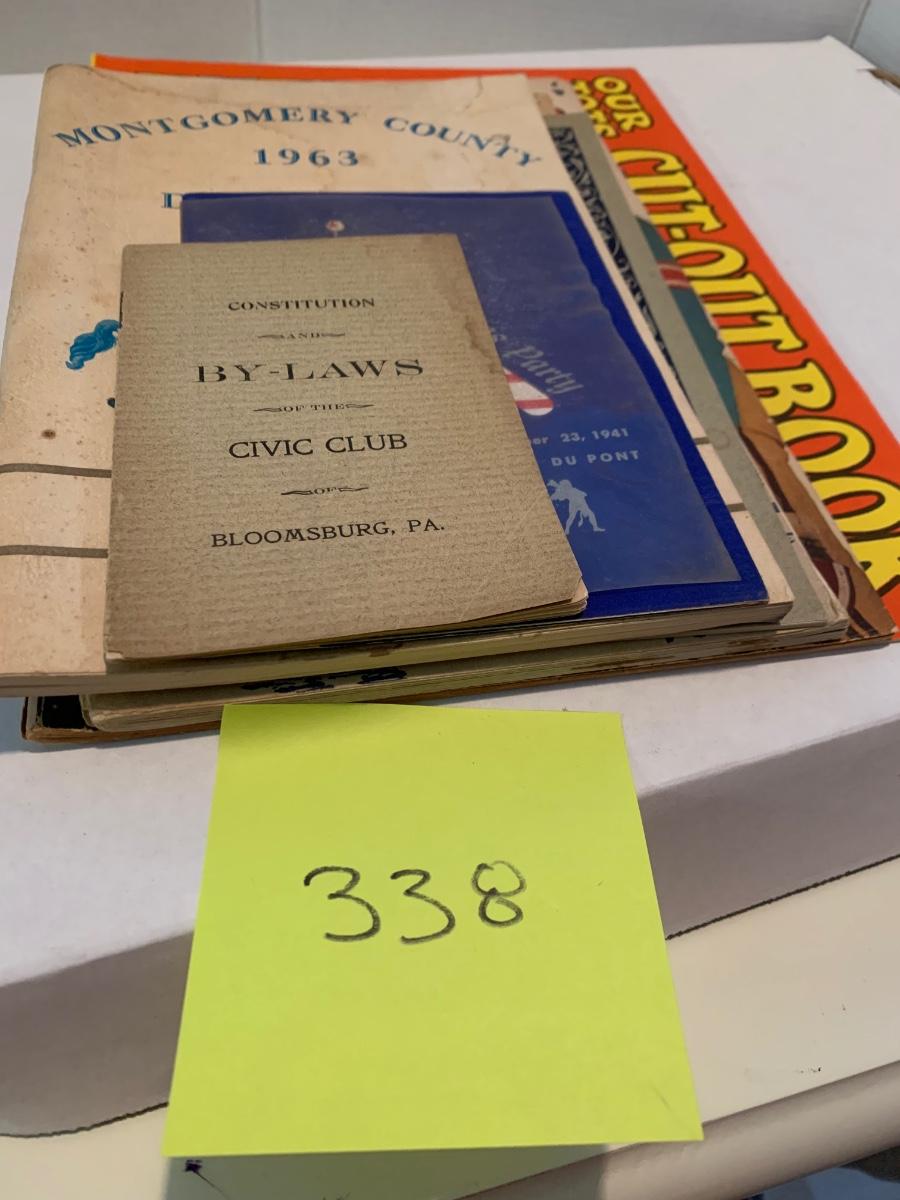 MONTGOMERY COUNTY
1963
OUR
TOTS
CUT-OUT BOOK
Party
23, 1941
DU PONT
CONSTITUTION
AND
BY-LAWS
OF THE
CIVIC CLUB
OF
BLOOMSBURG, PA.
338